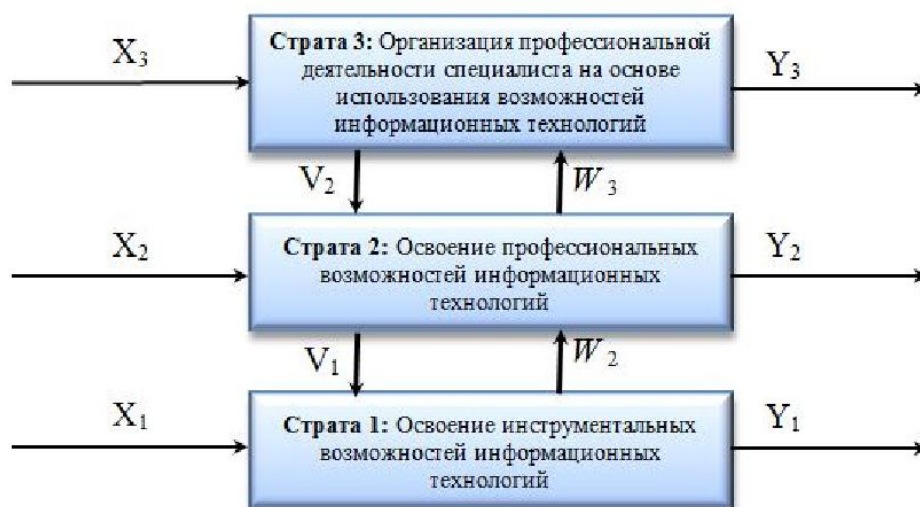 X₃
Страта 3: Организация профессиональной
деятельности специалиста на основе
использования возможностей
информационных технологий
Y₃
V₂
W₃
X₂
Страта 2: Освоение профессиональных
возможностей информационных
технологий
Y₂
V₁
W₂
X₁
Страта 1: Освоение инструментальных
возможностей информационных
технологий
Y₁